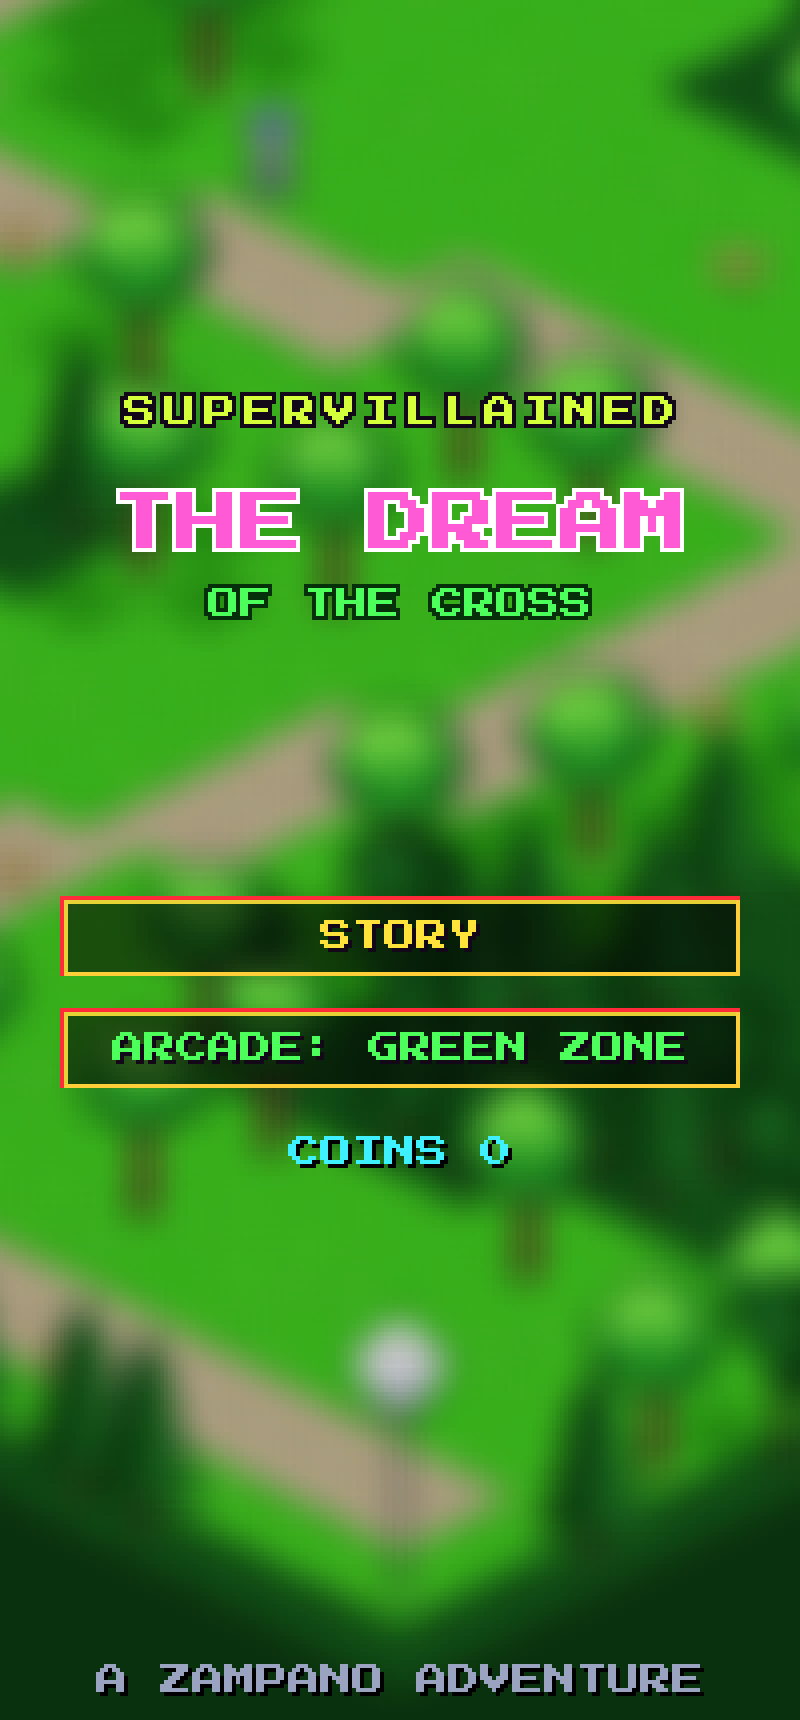 SUPERVILLAINED
THE DREAM
OF THE CROSS
STORY
ARCADE: GREEN ZONE
COINS 0
A ZAMPANO ADVENTURE